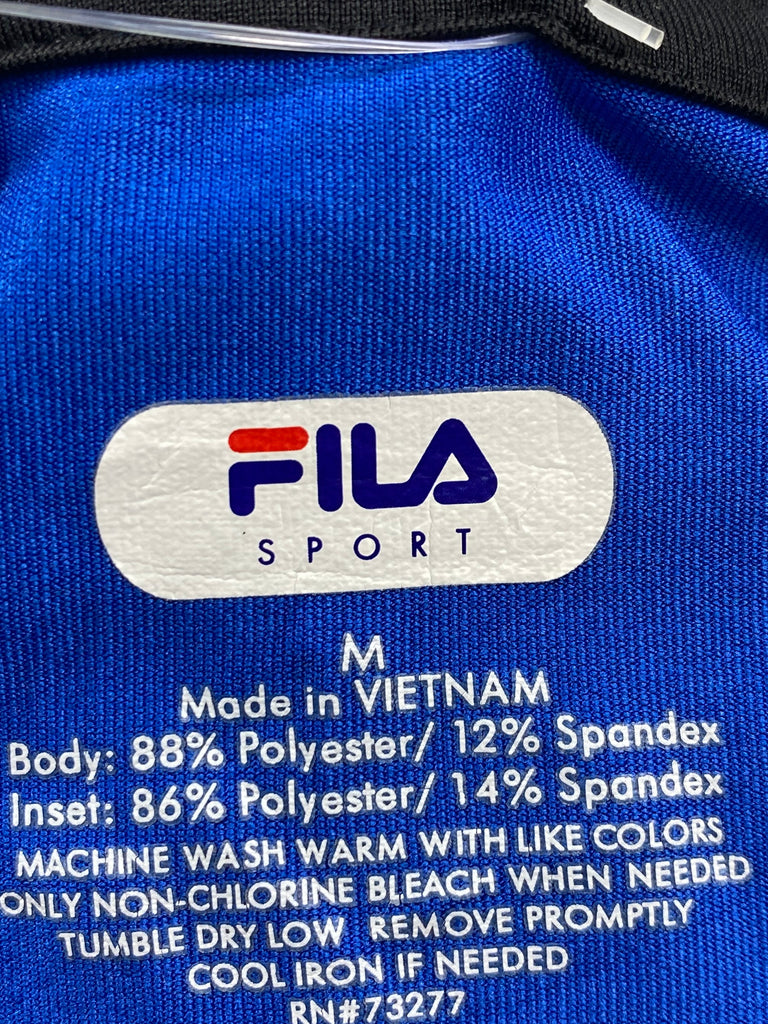 FILA
SPORT
M
Made in VIETNAM
Body: 88% Polyester/ 12% Spandex
Inset: 86% Polyester/ 14% Spandex
MACHINE WASH WARM WITH LIKE COLORS
ONLY NON-CHLORINE BLEACH WHEN NEEDED
TUMBLE DRY LOW REMOVE PROMPTLY
COOL IRON IF NEEDED
RN#73277